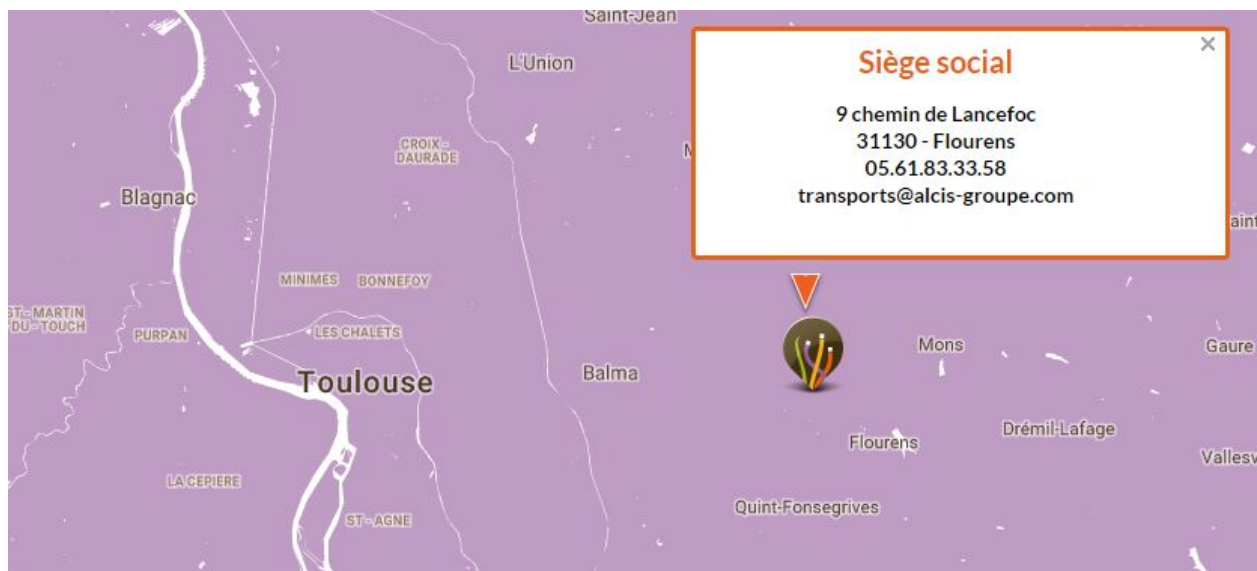 Saint-Jean
L'Union
×
Siège social
9 chemin de Lancefoc
31130 - Flourens
05.61.83.33.58
transports@alcis-groupe.com
CROIX -
DAURADE
Blagnac
MINIMES
BONNEFOY
ST - MARTIN
DU - TOUCH
PURPAN
LES CHALETS
Toulouse
Balma
Mons
Gaure
Flourens
Drémil-Lafage
LA CEPIERE
Quint-Fonsegrives
ST - AGNE